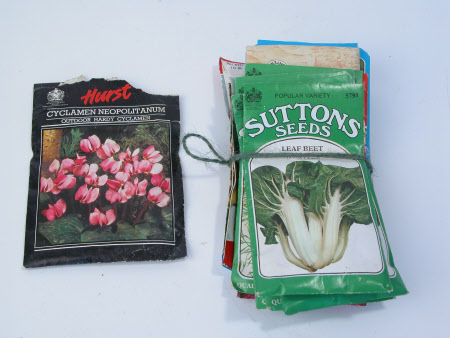 Hurst
CYCLAMEN NEOPOLITANUM
OUTDOOR HARDY CYCLAMEN
POPULAR VARIETY
SUTTONS
SEEDS
LEAF BEET